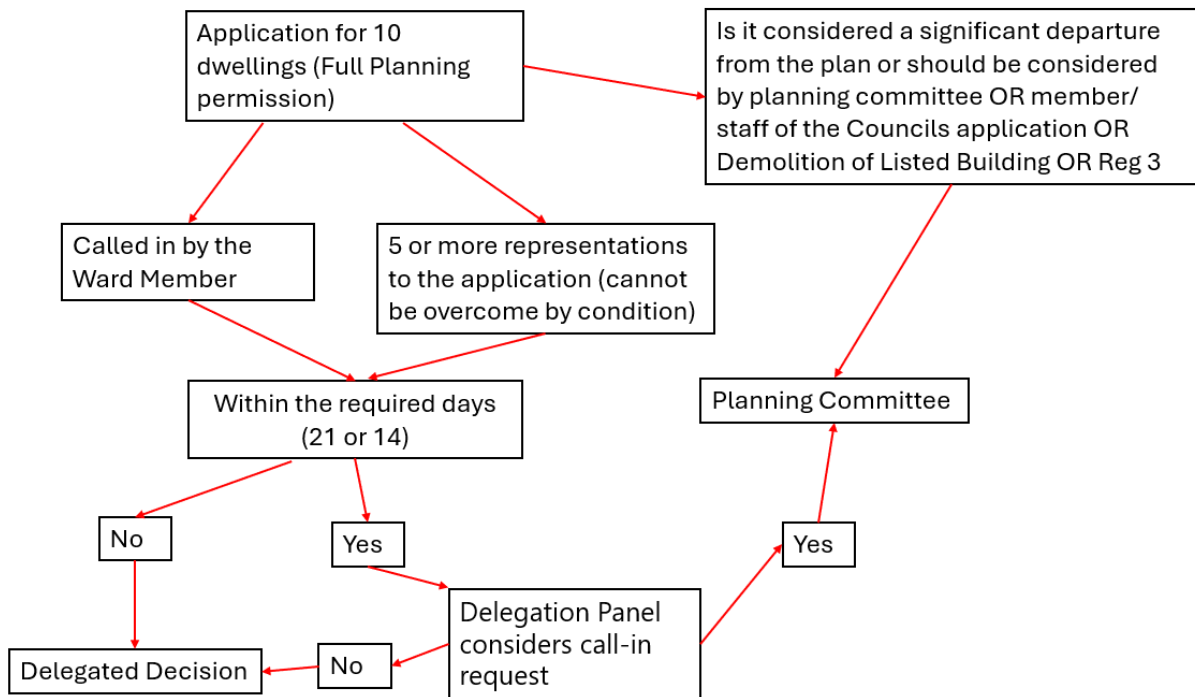 Application for 10
dwellings (Full Planning
permission)
Is it considered a significant departure
from the plan or should be considered
by planning committee OR member/
staff of the Councils application OR
Demolition of Listed Building OR Reg 3
Called in by the
Ward Member
5 or more representations
to the application (cannot
be overcome by condition)
Within the required days
(21 or 14)
Planning Committee
No
Yes
Yes
Delegation Panel
considers call-in
request
No
Delegated Decision